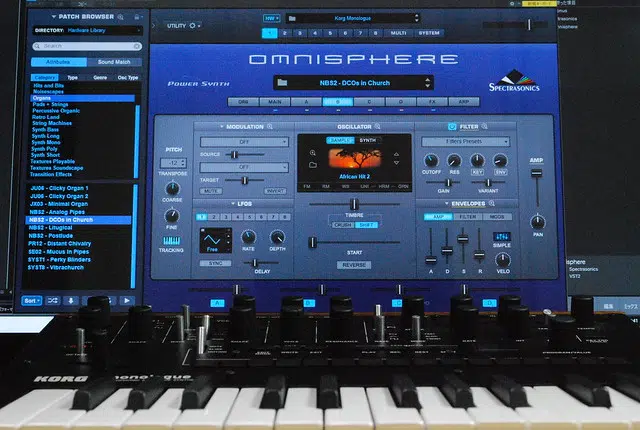 PATCH BROWSER
DIRECTORY: Hardware Library
Search
Attributes
Sound Match
Category
Type
Genre
Osc Type
Hits and Bits
Noisescapes
Organs
Pads + Strings
Percussive Organic
Retro Land
String Machines
Synth Bass
Synth Long
Synth Mono
Synth Poly
Synth Short
Textures Playable
Textures Soundscape
Transition Effects
JU06 - Clicky Organ 1
JU06 - Clicky Organ 2
JX03 - Minimal Organ
NBS2 - Analog Pipes
NBS2 - DCOs in Church
NBS2 - Liturgical
NBS2 - Postlude
PR12 - Distant Chivalry
SE02 - Mucus in Pipes
SYST1 - Perky Blinders
SYST8 - Vibrachurch
Sort
UTILITY
HW
Korg Monologue
1 2 3 4 5 6 7 8 MULTI SYSTEM
OMNISPHERE
POWER SYNTH
NBS2 - DCOs in Church
SPECTRASONICS
MAIN A C D FX ARP
PITCH
-12
TRANSPOSE
COARSE
FINE
TRACKING
MODULATION
OFF
SOURCE
OFF
TARGET
MUTE
INVERT
LFOS
2 3 4 5 6 7 8
Free
RATE
DEPTH
SYNC
DELAY
OSCILLATOR
SAMPLE
SYNTH
African Hit 2
FM RM WS UNI HRM GRN
TIMBRE
CRUSH
SHIFT
START
REVERSE
FILTER
Filters Presets
CUTOFF
RES
KEY
ENV
GAIN
VARIANT
ENVELOPES
AMP
FILTER
MODS
SIMPLE
A D S R
VELO
AMP
PAN
A B C D
Spectrasonics
VST3
KORG
monologue